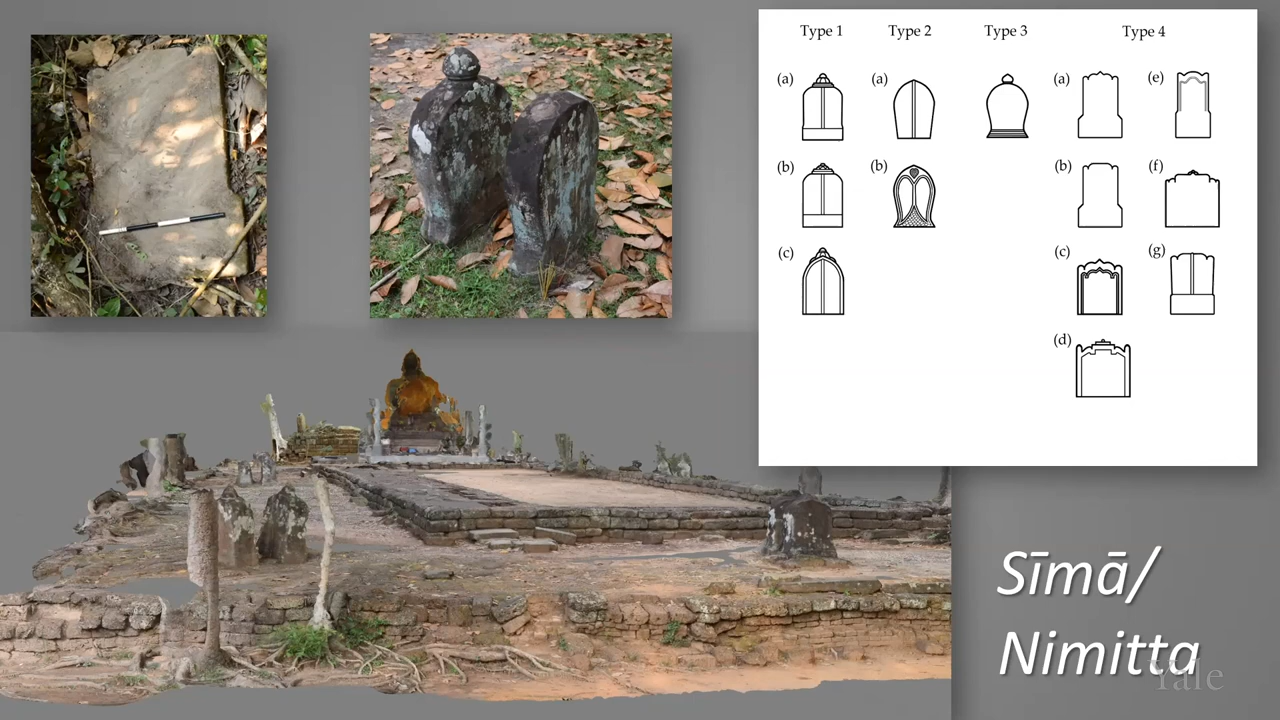 Type 1 Type 2 Type 3 Type 4
(a) (a) (a) (e)
(b) (b) (b) (f)
(c) (c) (g)
(d)
Sīmā/
Nimitta
Yale